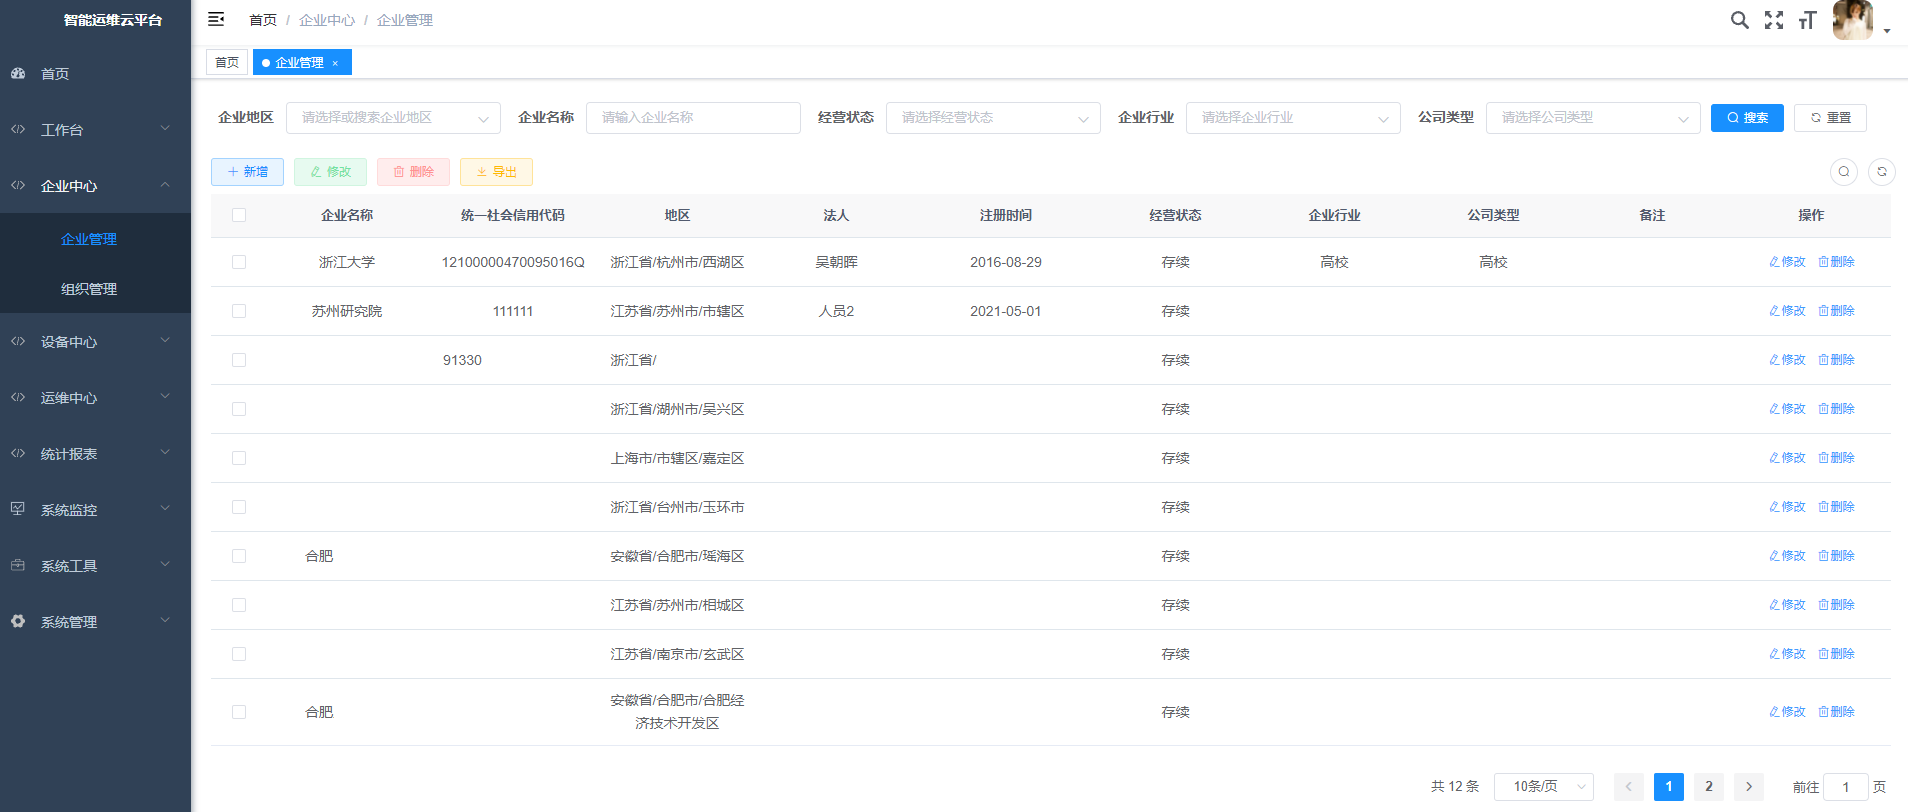 智能运维云平台
首页 / 企业中心 / 企业管理
首页
企业管理 ×
首页
工作台
企业中心
企业管理
组织管理
设备中心
运维中心
统计报表
系统监控
系统工具
系统管理
企业地区 请选择或搜索企业地区 企业名称 请输入企业名称 经营状态 请选择经营状态 企业行业 请选择企业行业 公司类型 请选择公司类型 搜索 重置
新增 修改 删除 导出
企业名称 统一社会信用代码 地区 法人 注册时间 经营状态 企业行业 公司类型 备注 操作
浙江大学 12100000470095016Q 浙江省/杭州市/西湖区 吴朝晖 2016-08-29 存续 高校 高校 修改 删除
苏州研究院 111111 江苏省/苏州市/市辖区 人员2 2021-05-01 存续 修改 删除
91330 浙江省/ 存续 修改 删除
浙江省/湖州市/吴兴区 存续 修改 删除
上海市/市辖区/嘉定区 存续 修改 删除
浙江省/台州市/玉环市 存续 修改 删除
合肥 安徽省/合肥市/瑶海区 存续 修改 删除
江苏省/苏州市/相城区 存续 修改 删除
江苏省/南京市/玄武区 存续 修改 删除
合肥 安徽省/合肥市/合肥经
济技术开发区 存续 修改 删除
共 12 条 10条/页 1 2 前往 1 页